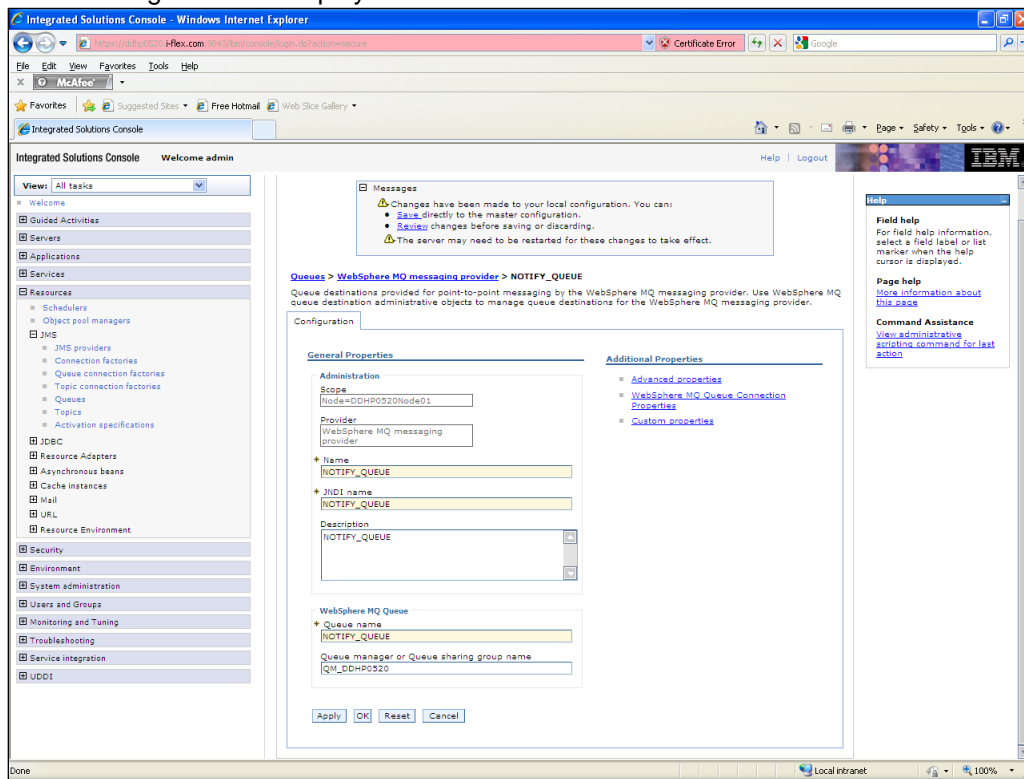 Integrated Solutions Console - Windows Internet Explorer
https://ddhp0520.i-flex.com:9043/ibm/console/login.do?action=secure
Certificate Error
Google
File Edit View Favorites Tools Help
x McAfee
Favorites Suggested Sites Free Hotmail Web Slice Gallery
Integrated Solutions Console
Page Safety Tools
Integrated Solutions Console Welcome admin
Help | Logout
IBM
View: All tasks
Welcome
Guided Activities
Servers
Applications
Services
Resources
Schedulers
Object pool managers
JMS
JMS providers
Connection factories
Queue connection factories
Topic connection factories
Queues
Topics
Activation specifications
JDBC
Resource Adapters
Asynchronous beans
Cache instances
Mail
URL
Resource Environment
Security
Environment
System administration
Users and Groups
Monitoring and Tuning
Troubleshooting
Service integration
UDDI
Messages
Changes have been made to your local configuration. You can:
Save directly to the master configuration.
Review changes before saving or discarding.
The server may need to be restarted for these changes to take effect.
Queues > WebSphere MQ messaging provider > NOTIFY_QUEUE
Queue destinations provided for point-to-point messaging by the WebSphere MQ messaging provider. Use WebSphere MQ
queue destination administrative objects to manage queue destinations for the WebSphere MQ messaging provider.
Configuration
General Properties
Administration
Scope
Node=DDHP0520Node01
Provider
WebSphere MQ messaging
provider
* Name
NOTIFY_QUEUE
* JNDI name
NOTIFY_QUEUE
Description
NOTIFY_QUEUE
WebSphere MQ Queue
* Queue name
NOTIFY_QUEUE
Queue manager or Queue sharing group name
QM_DDHP0520
Apply OK Reset Cancel
Additional Properties
Advanced properties
WebSphere MQ Queue Connection
Properties
Custom properties
Help
Field help
For field help information,
select a field label or list
marker when the help
cursor is displayed.
Page help
More information about
this page
Command Assistance
View administrative
scripting command for last
action
Done
Local intranet
100%